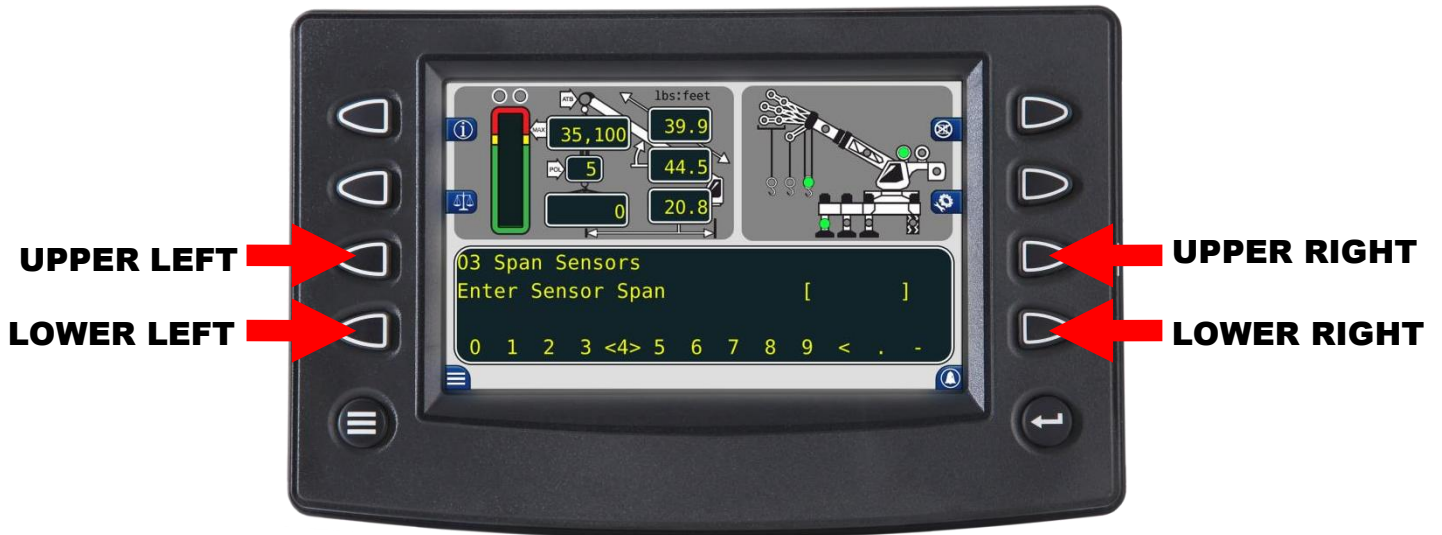 lbs:feet
ATB
MAX
35,100
39.9
POL
5
44.5
0
20.8
UPPER LEFT
UPPER RIGHT
03 Span Sensors
Enter Sensor Span [ ]
LOWER LEFT
LOWER RIGHT
0 1 2 3 <4> 5 6 7 8 9 < . -